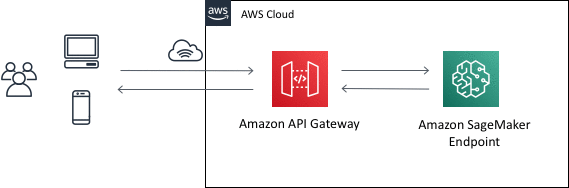 aws
AWS Cloud
</>
Amazon API Gateway
Amazon SageMaker
Endpoint